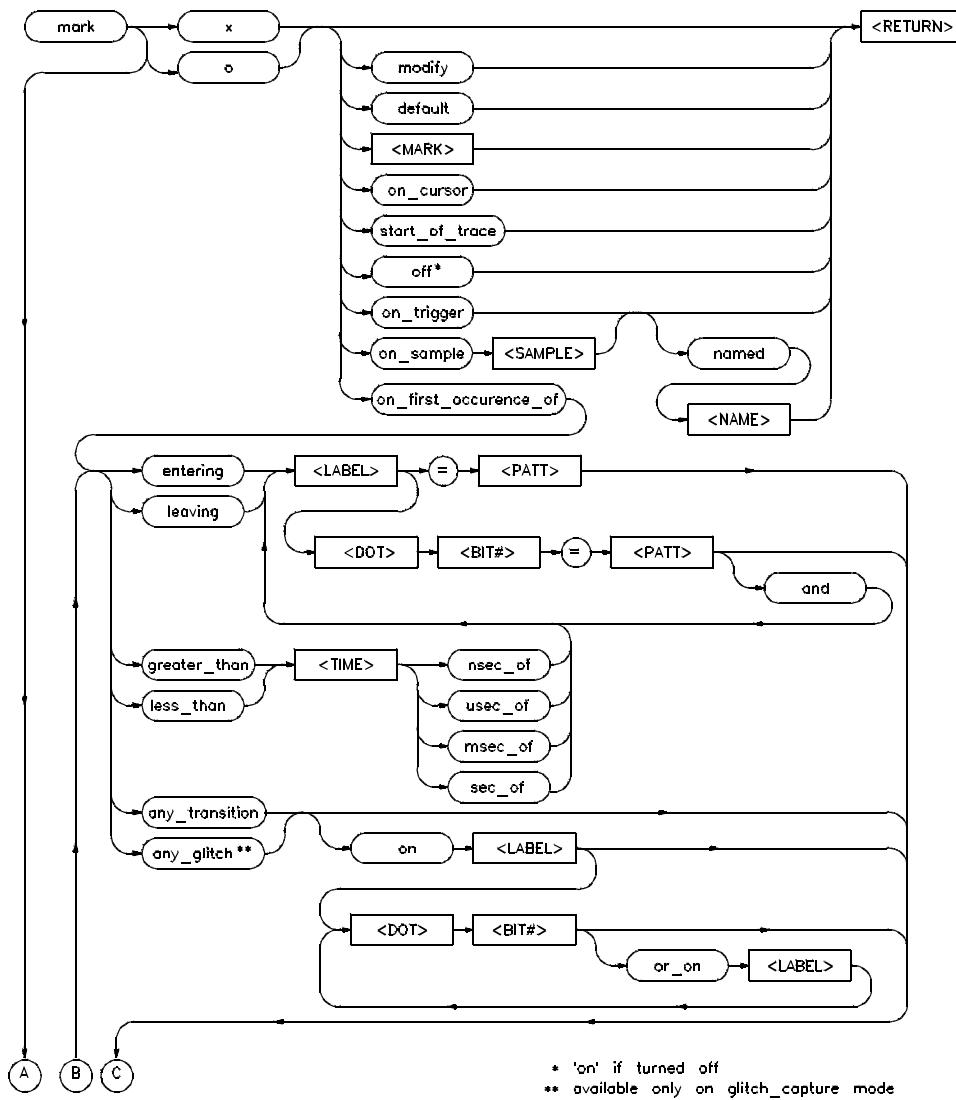 mark
x
<RETURN>
o
modify
default
<MARK>
on_cursor
start_of_trace
off*
on_trigger
on_sample <SAMPLE> named
on_first_occurence_of <NAME>
entering <LABEL> = <PATT>
leaving
<DOT> <BIT#> = <PATT>
and
greater_than <TIME> nsec_of
less_than usec_of
msec_of
sec_of
any_transition
any_glitch** on <LABEL>
<DOT> <BIT#>
or_on <LABEL>
A B C
* 'on' if turned off
** available only on glitch_capture mode